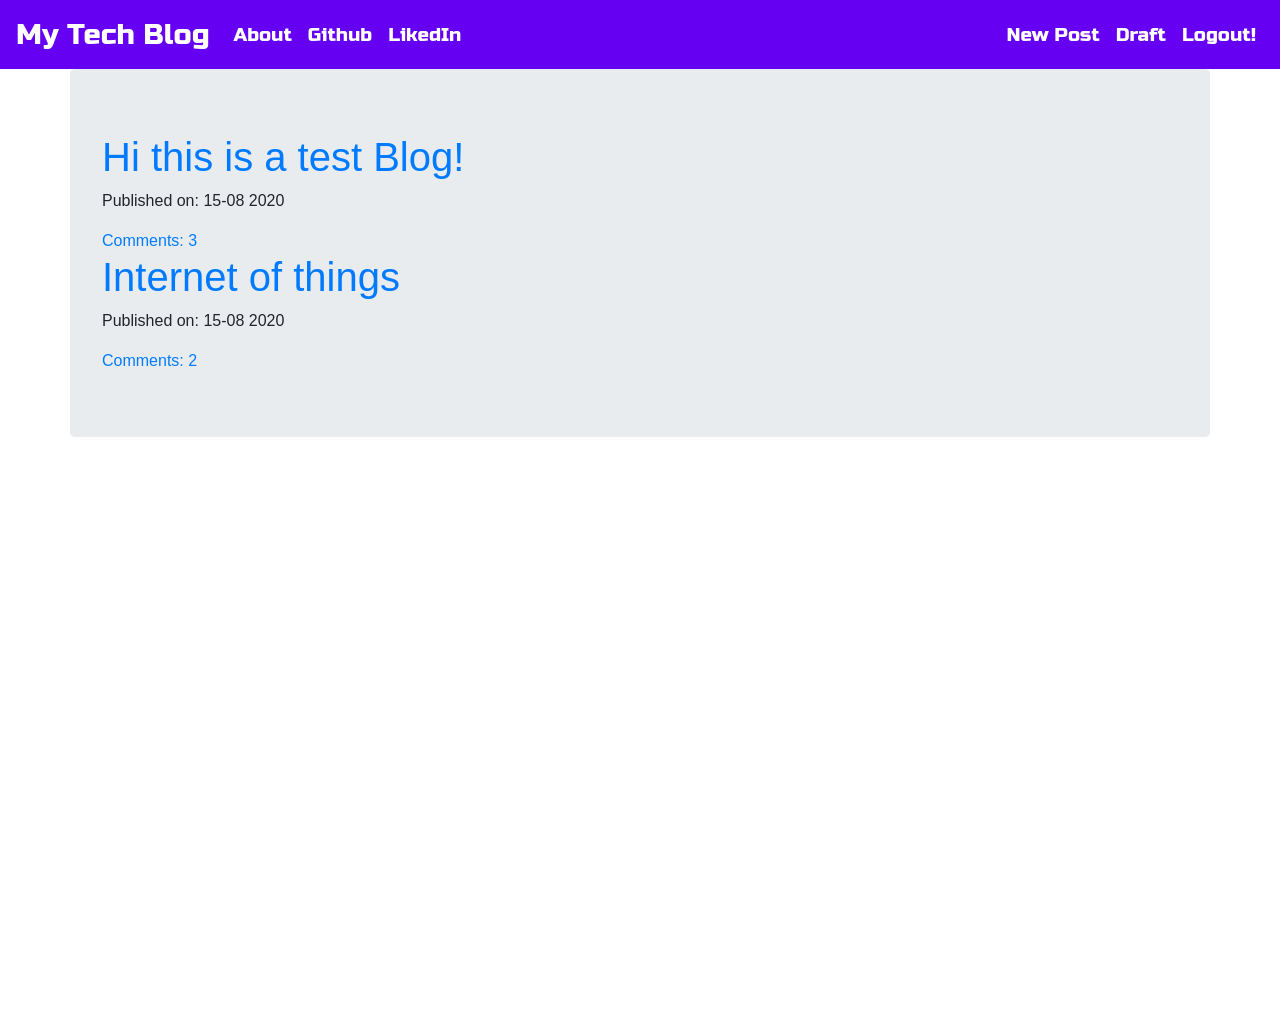 My Tech Blog About Github LikedIn New Post Draft Logout!
Hi this is a test Blog!
Published on: 15-08 2020
Comments: 3
Internet of things
Published on: 15-08 2020
Comments: 2